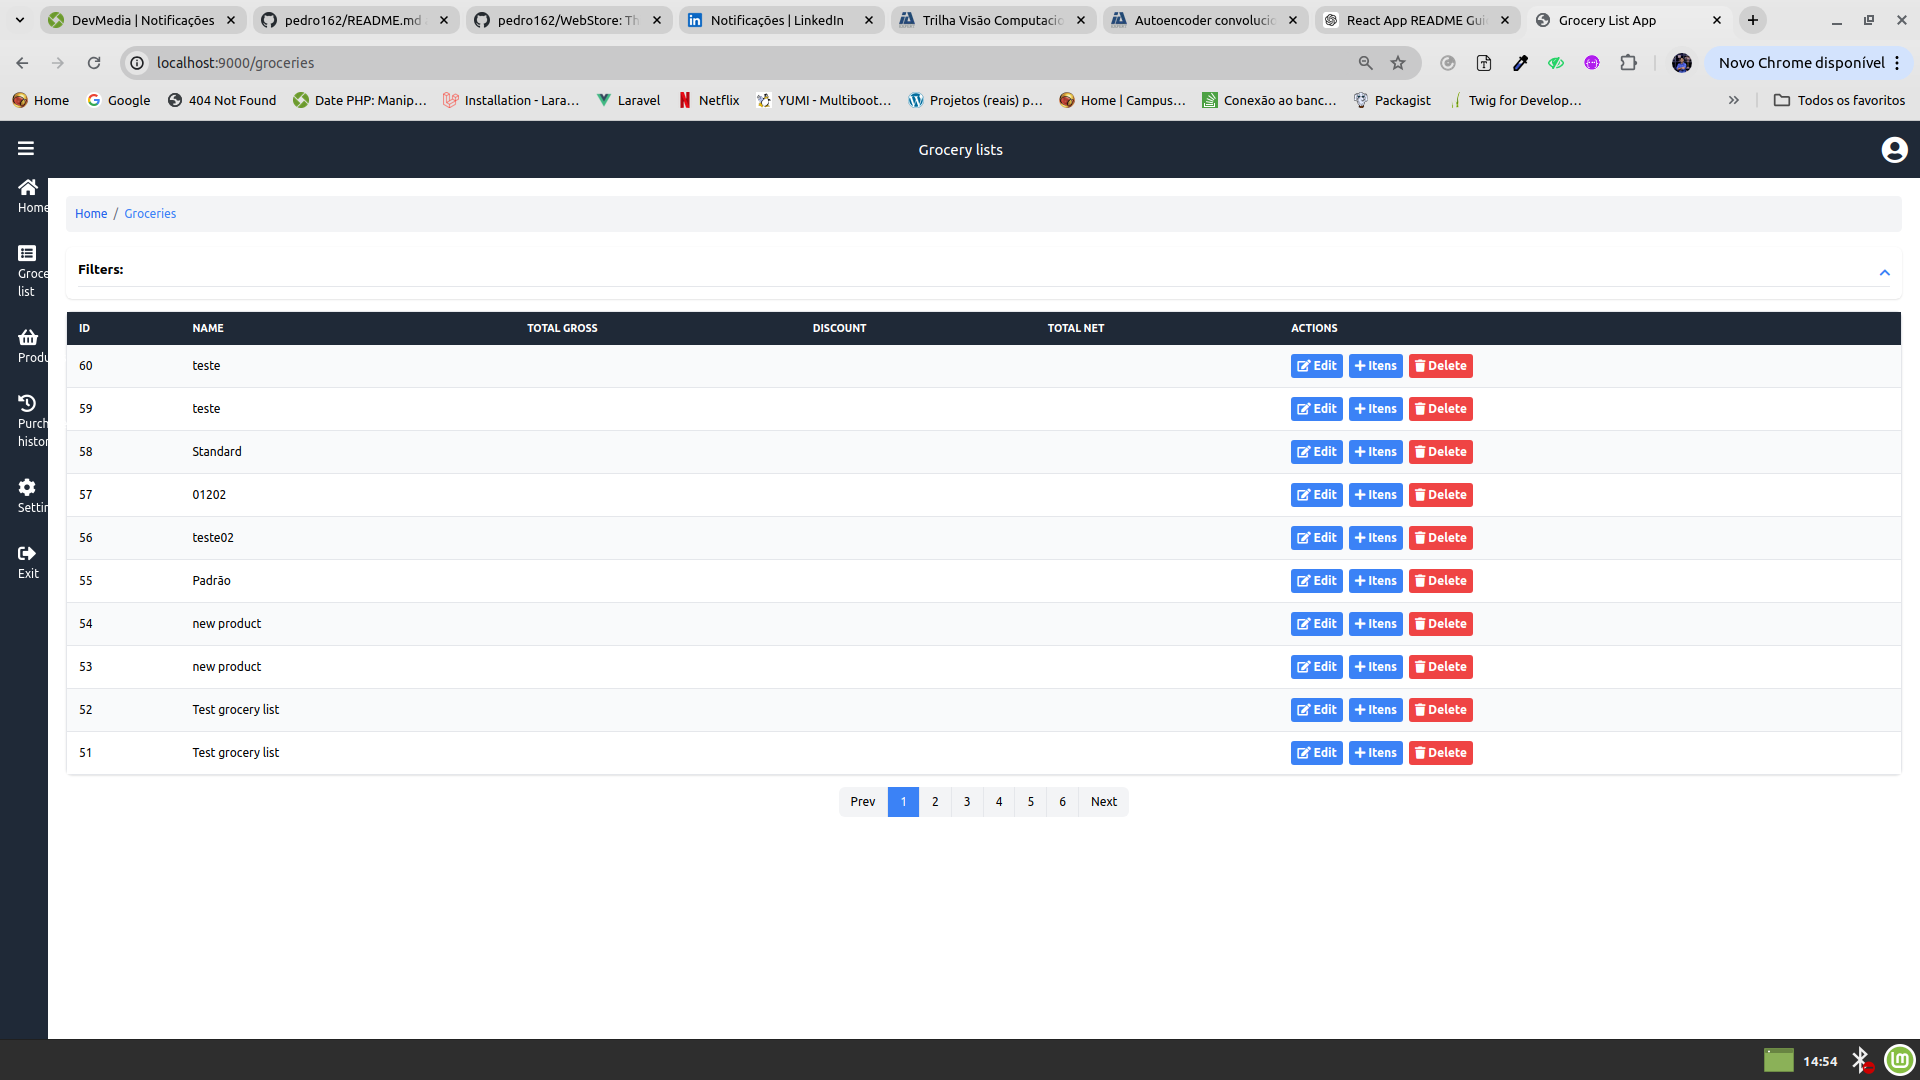 DevMedia | Notificações
pedro162/README.md
pedro162/WebStore: Th
Notificações | LinkedIn
Trilha Visão Computacio
Autoencoder convolucio
React App README Gui
Grocery List App
localhost:9000/groceries
Novo Chrome disponível
Home
Google
404 Not Found
Date PHP: Manip...
Installation - Lara...
Laravel
Netflix
YUMI - Multiboot...
Projetos (reais) p...
Home | Campus...
Conexão ao banc...
Packagist
Twig for Develop...
Todos os favoritos
Grocery lists
Home
Groce
list
Produ
Purch
histor
Settin
Exit
Home / Groceries
Filters:
ID NAME TOTAL GROSS DISCOUNT TOTAL NET ACTIONS
60 teste Edit Itens Delete
59 teste Edit Itens Delete
58 Standard Edit Itens Delete
57 01202 Edit Itens Delete
56 teste02 Edit Itens Delete
55 Padrão Edit Itens Delete
54 new product Edit Itens Delete
53 new product Edit Itens Delete
52 Test grocery list Edit Itens Delete
51 Test grocery list Edit Itens Delete
Prev 1 2 3 4 5 6 Next
14:54